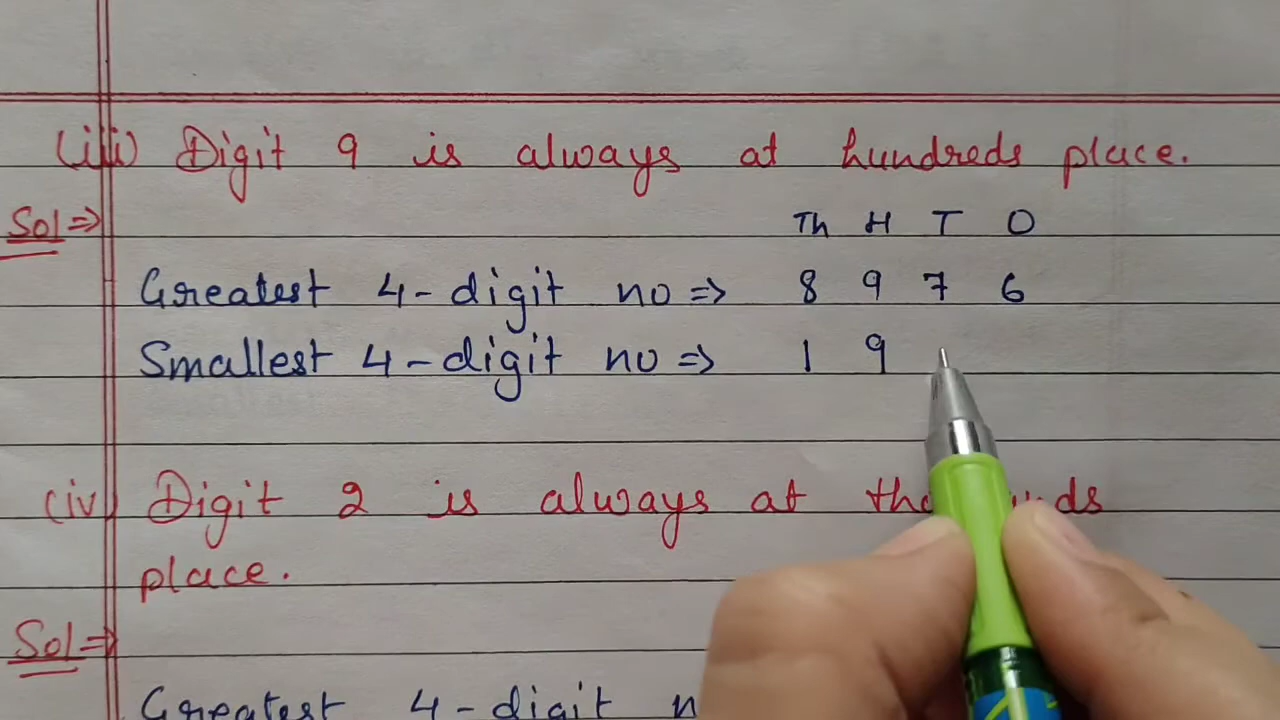 (iii) Digit 9 is always at hundreds place.
Sol⇒
Th H T O
Greatest 4-digit no ⇒ 8 9 7 6
Smallest 4-digit no ⇒ 1 9
(iv) Digit 2 is always at
place.
Sol⇒
Greatest 4-digit